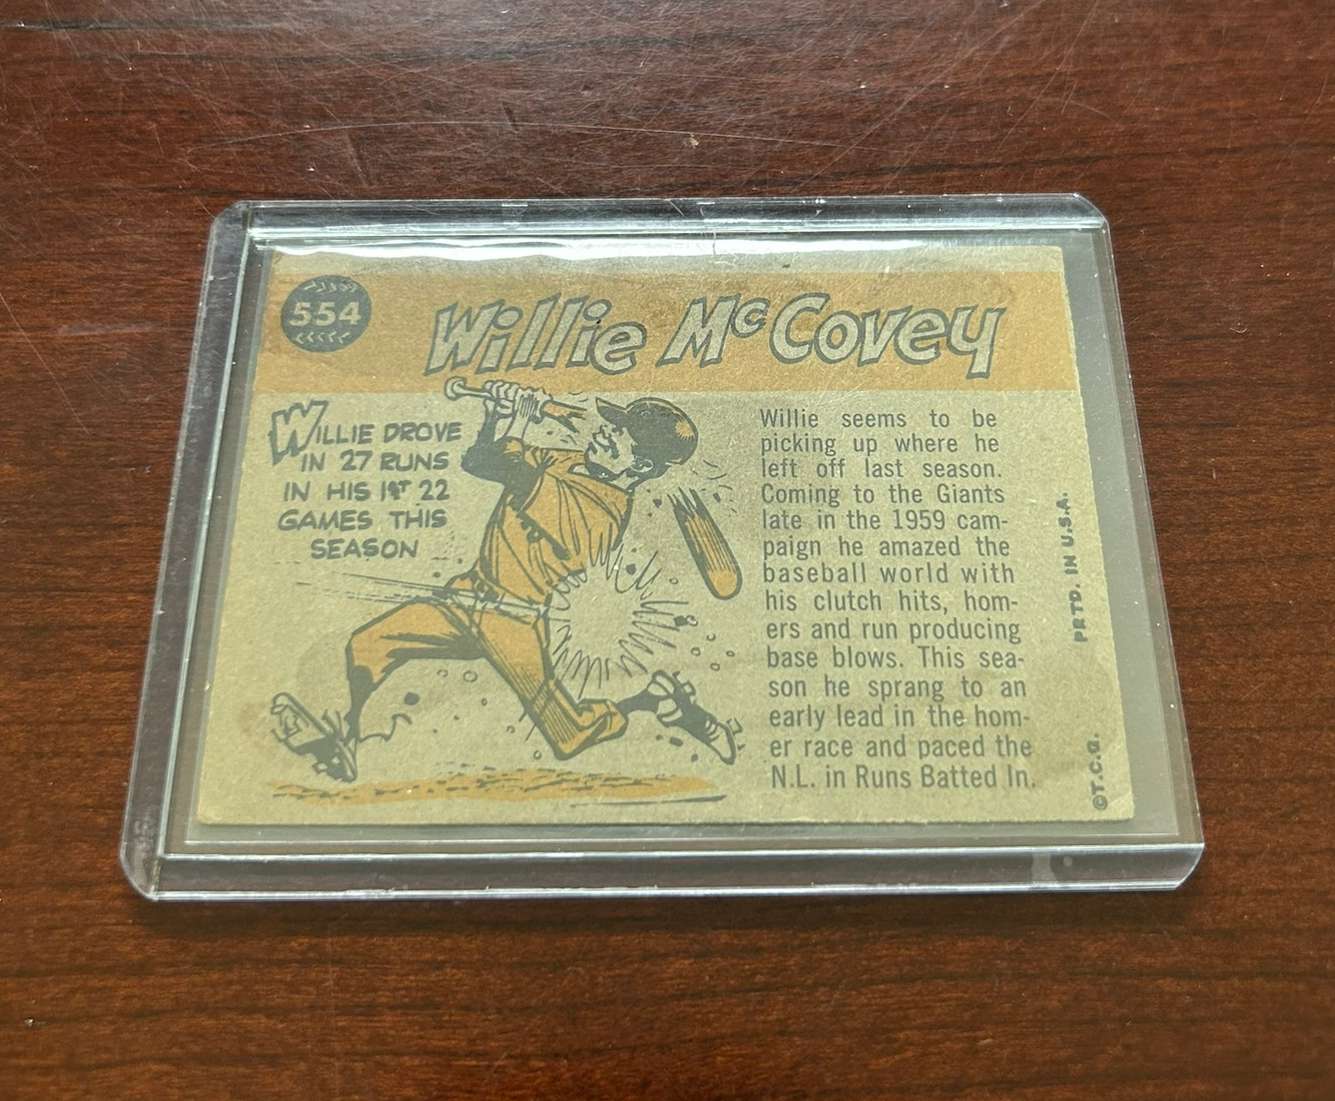 554
Willie McCovey
WILLIE DROVE
IN 27 RUNS
IN HIS 1ST 22
GAMES THIS
SEASON
Willie seems to be
picking up where he
left off last season.
Coming to the Giants
late in the 1959 cam-
paign he amazed the
baseball world with
his clutch hits, hom-
ers and run producing
base blows. This sea-
son he sprang to an
early lead in the hom-
er race and paced the
N.L. in Runs Batted In.
©T.C.G.
PRTD. IN U.S.A.